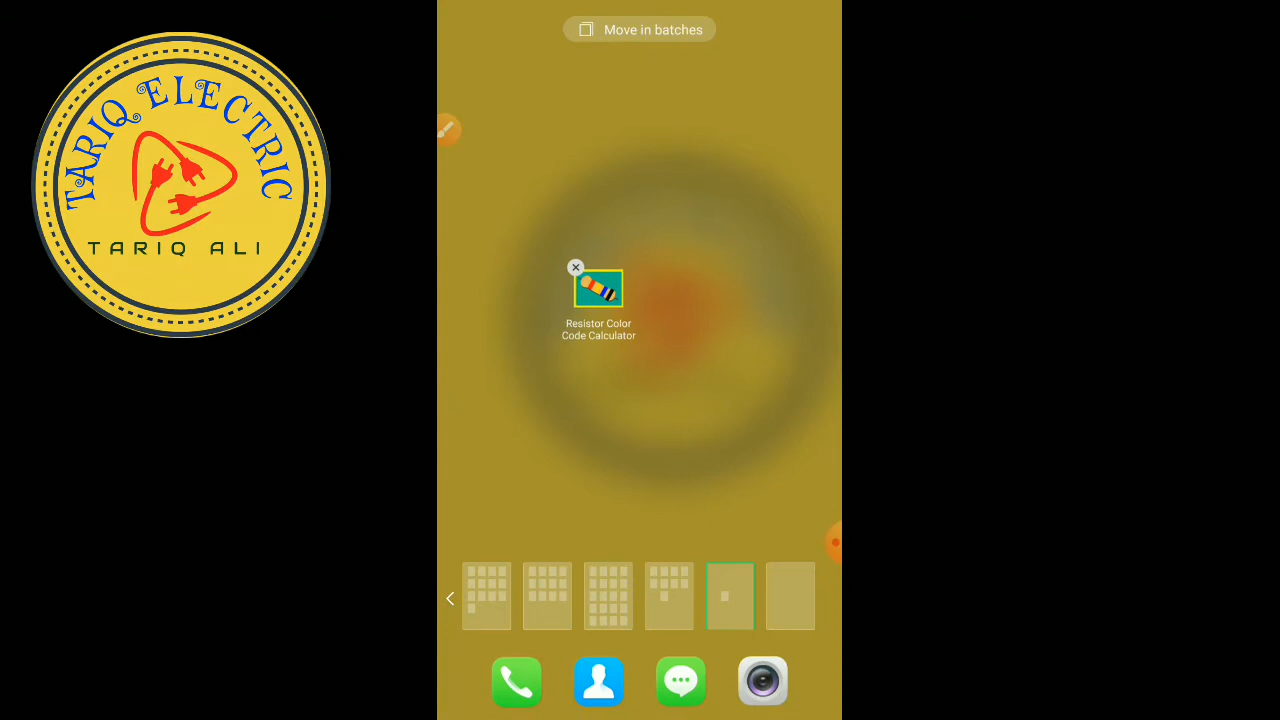 TARIQ ELECTRIC
TARIQ ALI
Move in batches
Resistor Color
Code Calculator